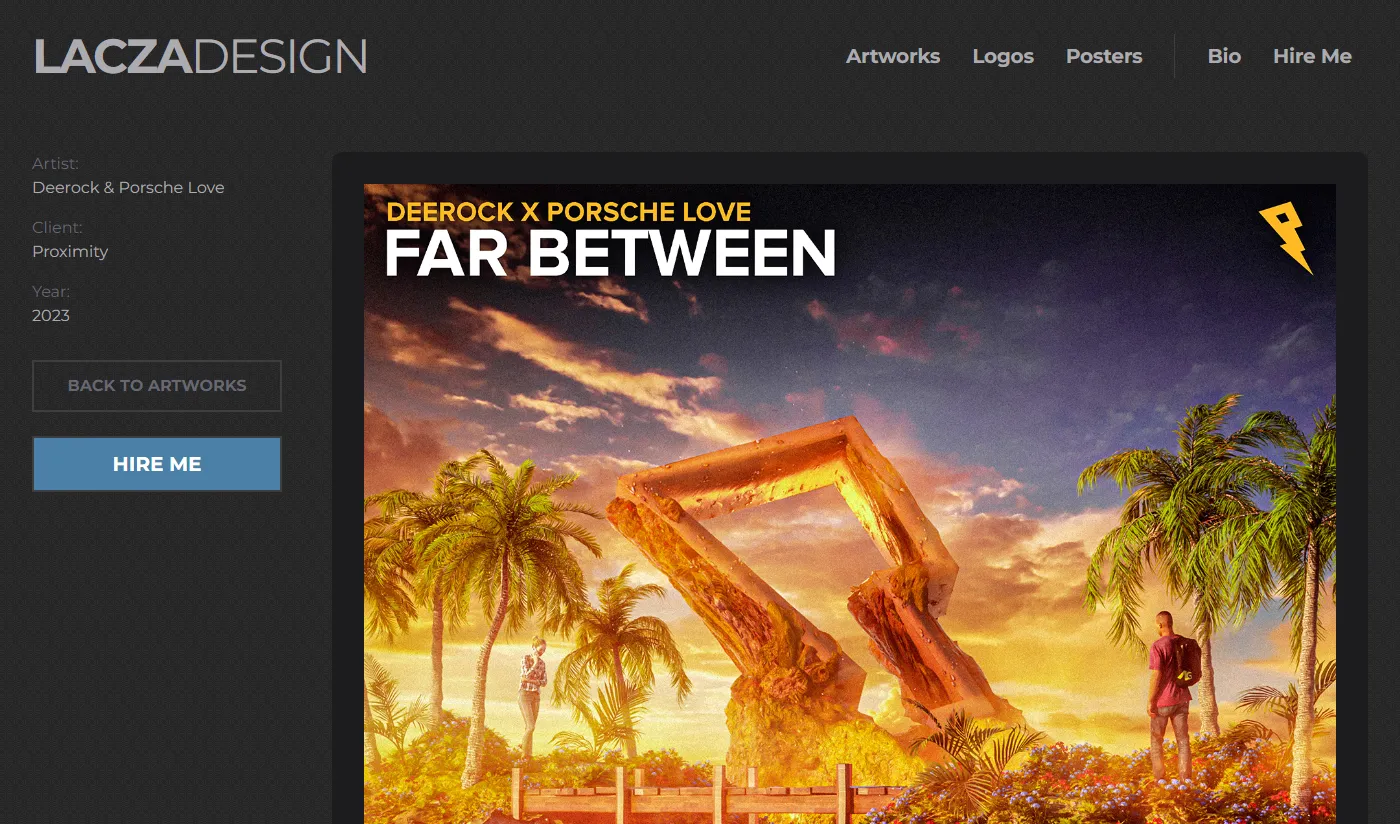 LACZADESIGN
Artworks Logos Posters Bio Hire Me
Artist:
Deerock & Porsche Love
Client:
Proximity
Year:
2023
BACK TO ARTWORKS
HIRE ME
DEEROCK X PORSCHE LOVE
FAR BETWEEN